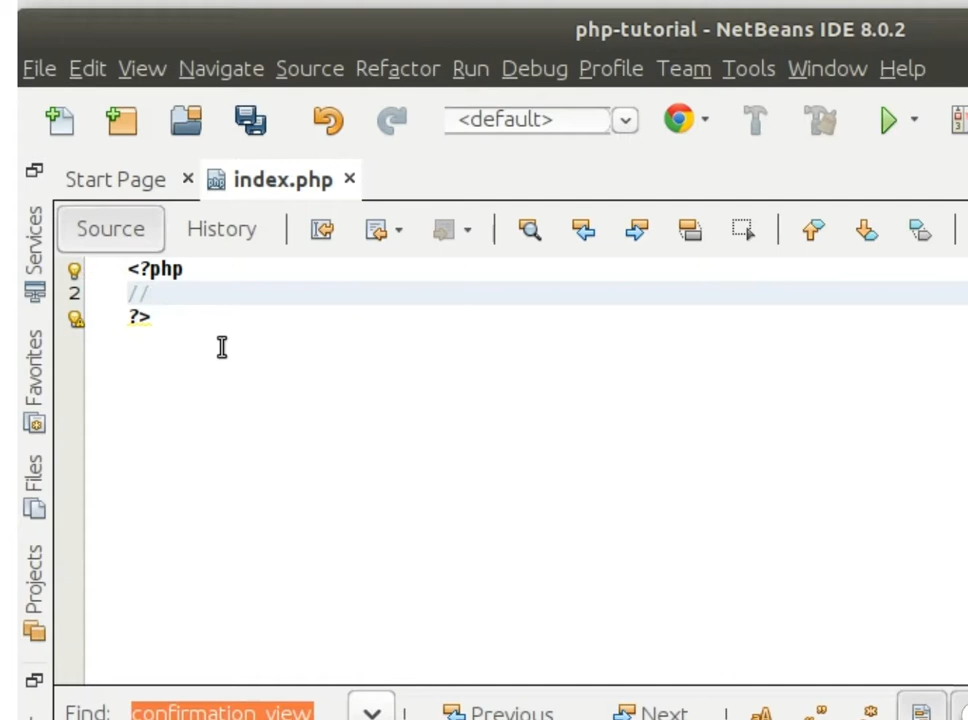 php-tutorial - NetBeans IDE 8.0.2
File Edit View Navigate Source Refactor Run Debug Profile Team Tools Window Help
<default>
Start Page × index.php ×
Source History
Services
Favorites
Files
Projects
<?php
2 //
?>
Find: confirmation_view Previous Next